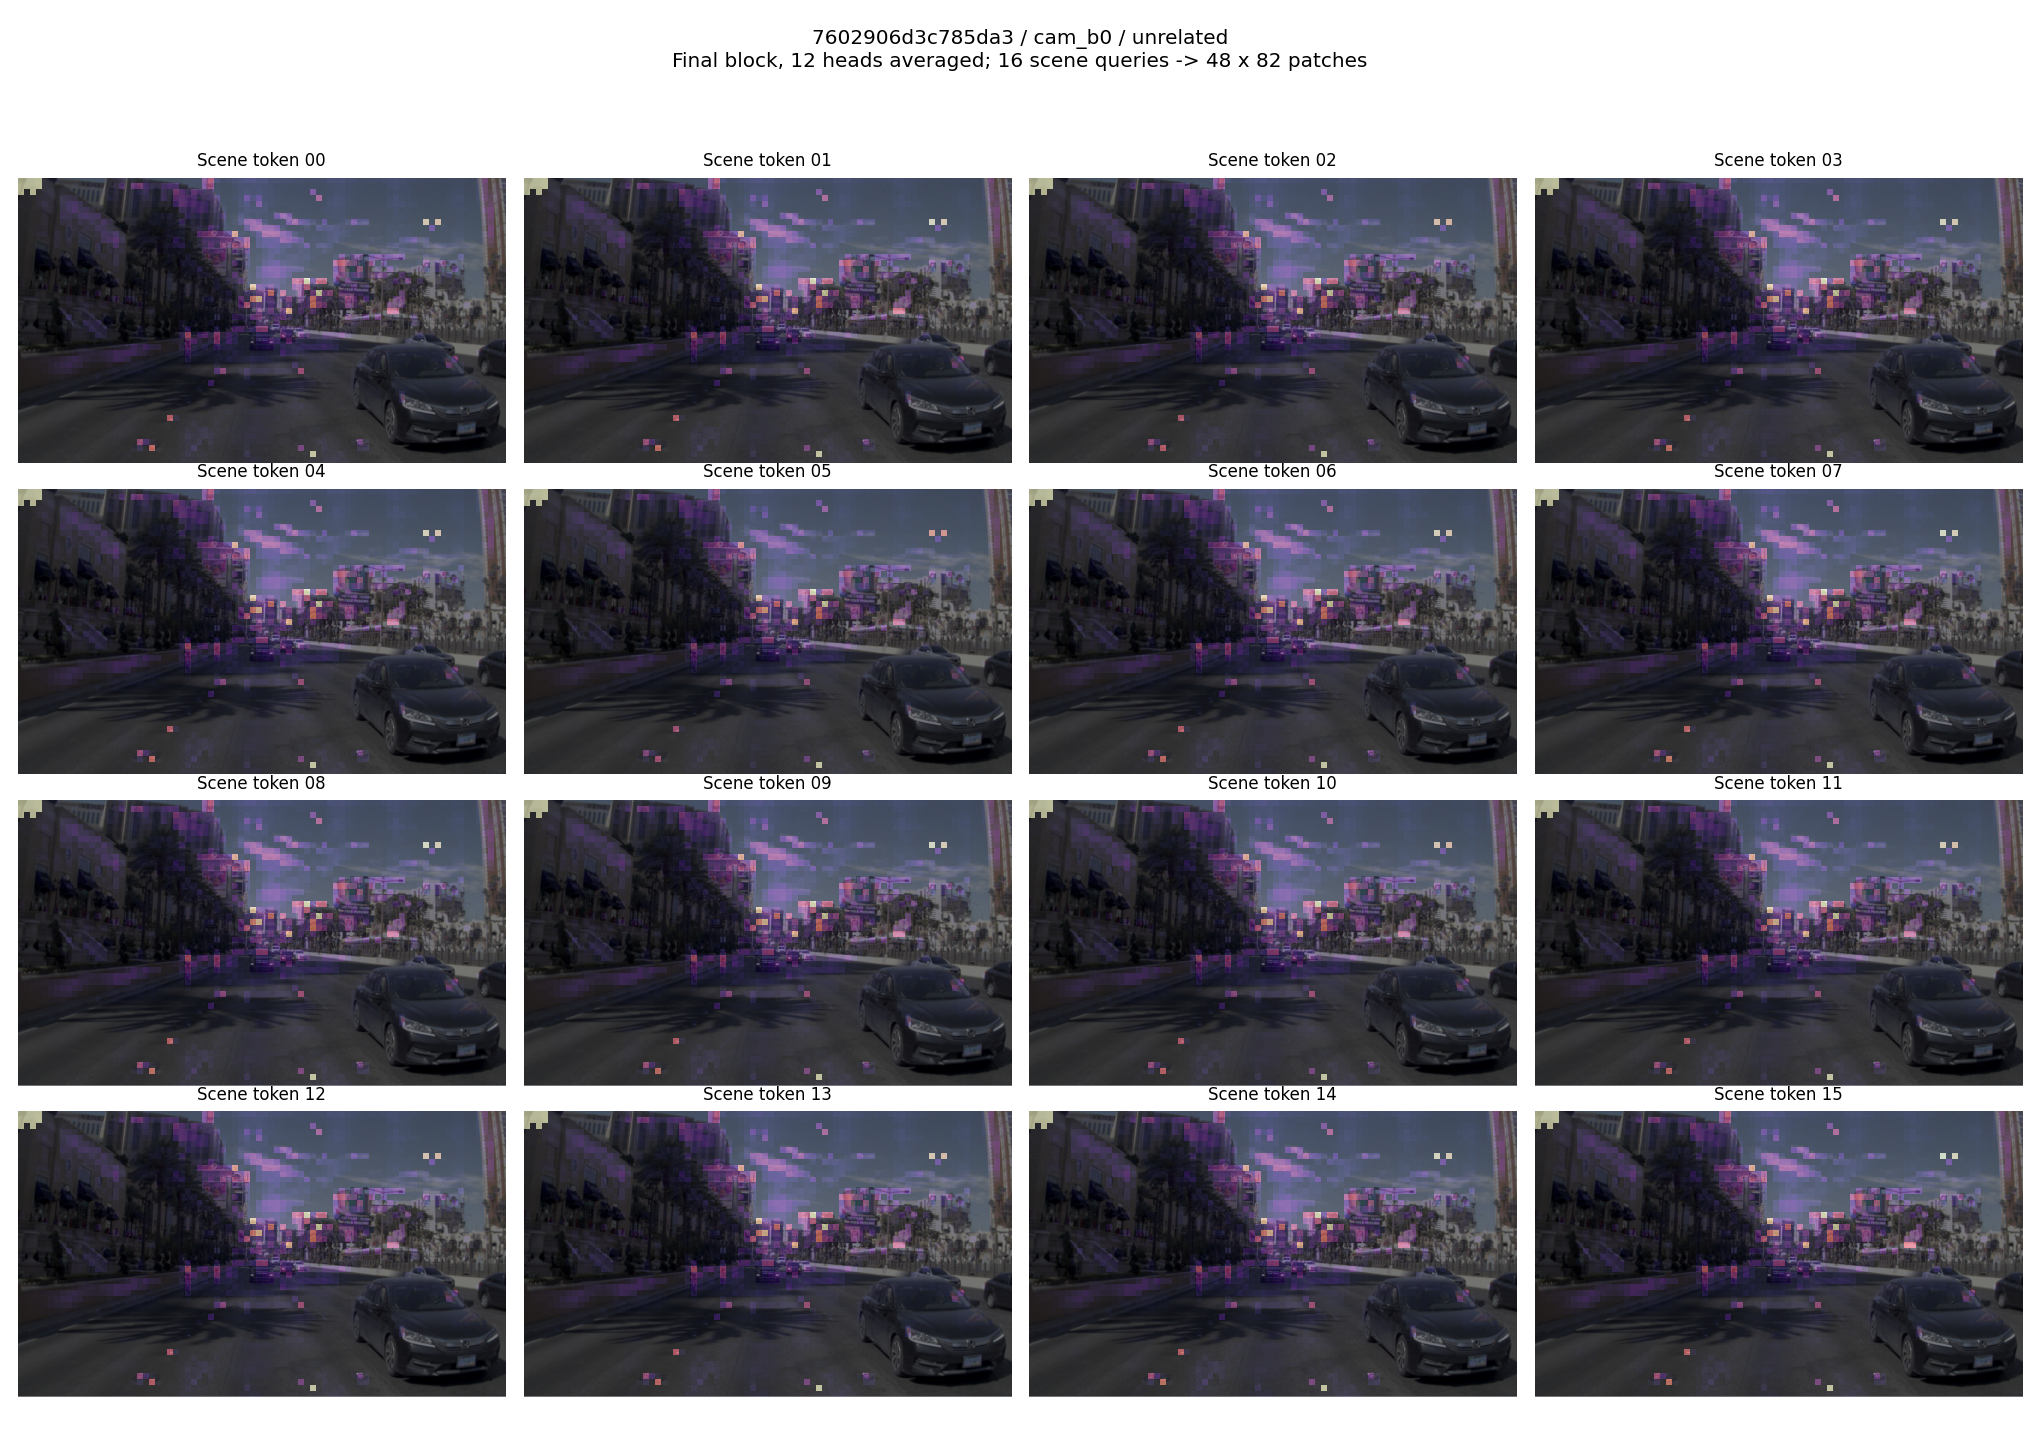 7602906d3c785da3 / cam_b0 / unrelated
Final block, 12 heads averaged; 16 scene queries -> 48 x 82 patches
Scene token 00
Scene token 01
Scene token 02
Scene token 03
Scene token 04
Scene token 05
Scene token 06
Scene token 07
Scene token 08
Scene token 09
Scene token 10
Scene token 11
Scene token 12
Scene token 13
Scene token 14
Scene token 15